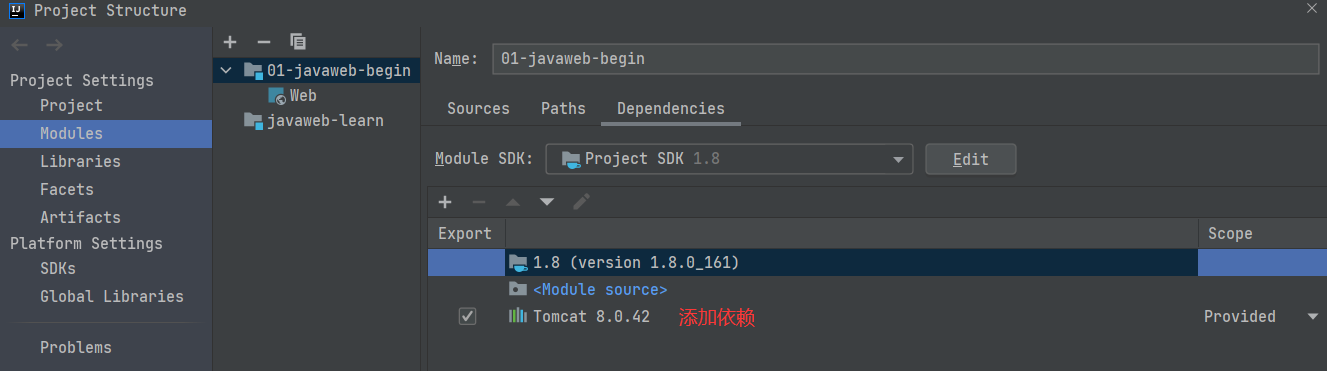 Project Structure
Project Settings
Project
Modules
Libraries
Facets
Artifacts
Platform Settings
SDKs
Global Libraries
Problems
01-javaweb-begin
Web
javaweb-learn
Name: 01-javaweb-begin
Sources Paths Dependencies
Module SDK: Project SDK 1.8 Edit
Export Scope
1.8 (version 1.8.0_161)
<Module source>
Tomcat 8.0.42 添加依赖 Provided